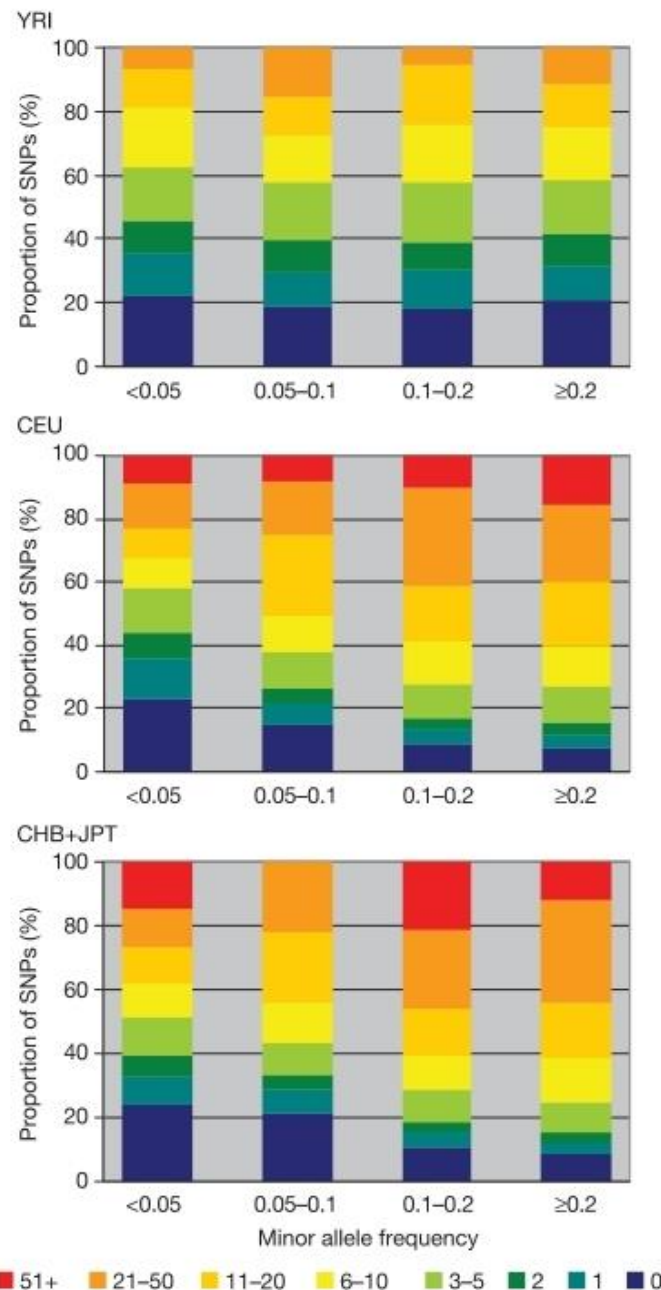 YRI
Proportion of SNPs (%)
100
80
60
40
20
0
<0.05 0.05–0.1 0.1–0.2 ≥0.2
CEU
Proportion of SNPs (%)
100
80
60
40
20
0
<0.05 0.05–0.1 0.1–0.2 ≥0.2
CHB+JPT
Proportion of SNPs (%)
100
80
60
40
20
0
<0.05 0.05–0.1 0.1–0.2 ≥0.2
Minor allele frequency
51+ 21–50 11–20 6–10 3–5 2 1 0